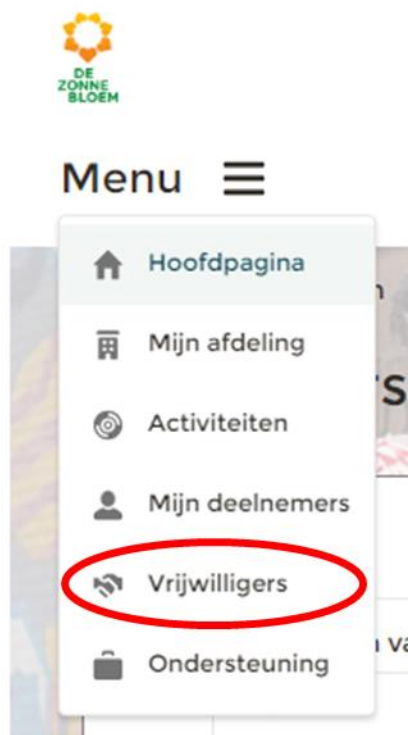 DE
ZONNE
BLOEM
Menu
Hoofdpagina
Mijn afdeling
Activiteiten
Mijn deelnemers
Vrijwilligers
Ondersteuning